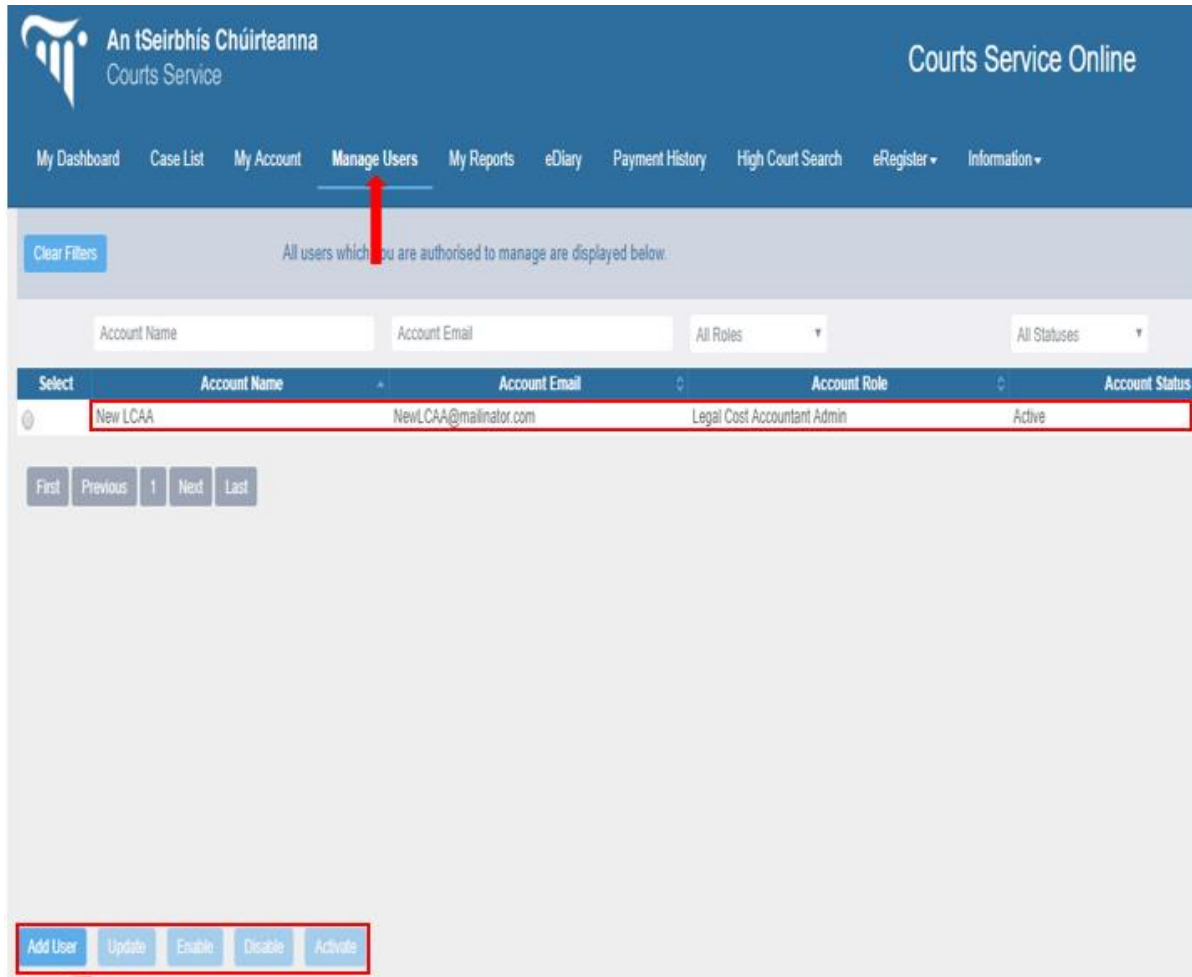 An tSeirbhís Chúirteanna
Courts Service
Courts Service Online
My Dashboard Case List My Account Manage Users My Reports eDiary Payment History High Court Search eRegister Information
Clear Filters All users which you are authorised to manage are displayed below.
Account Name Account Email All Roles All Statuses
Select Account Name Account Email Account Role Account Status
New LCAA NewLCAA@mailinator.com Legal Cost Accountant Admin Active
First Previous 1 Next Last
Add User Update Enable Disable Activate